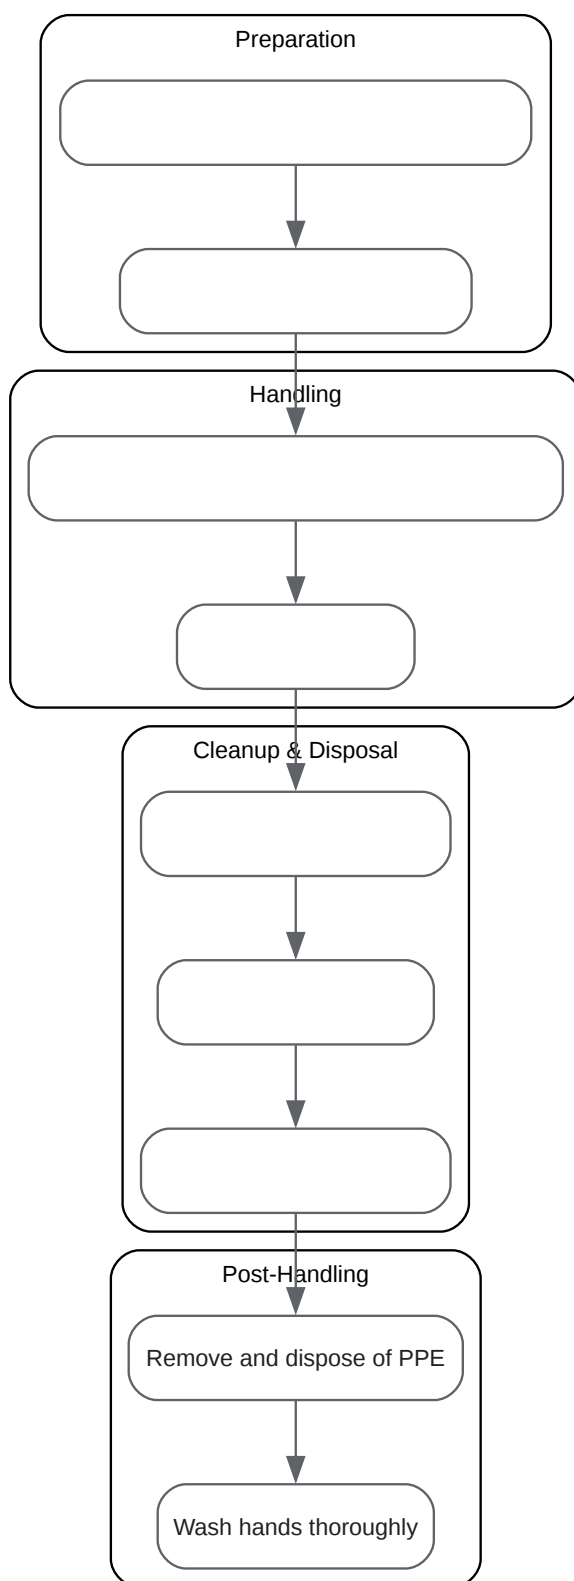 Preparation
Handling
Cleanup & Disposal
Post-Handling
Remove and dispose of PPE
Wash hands thoroughly